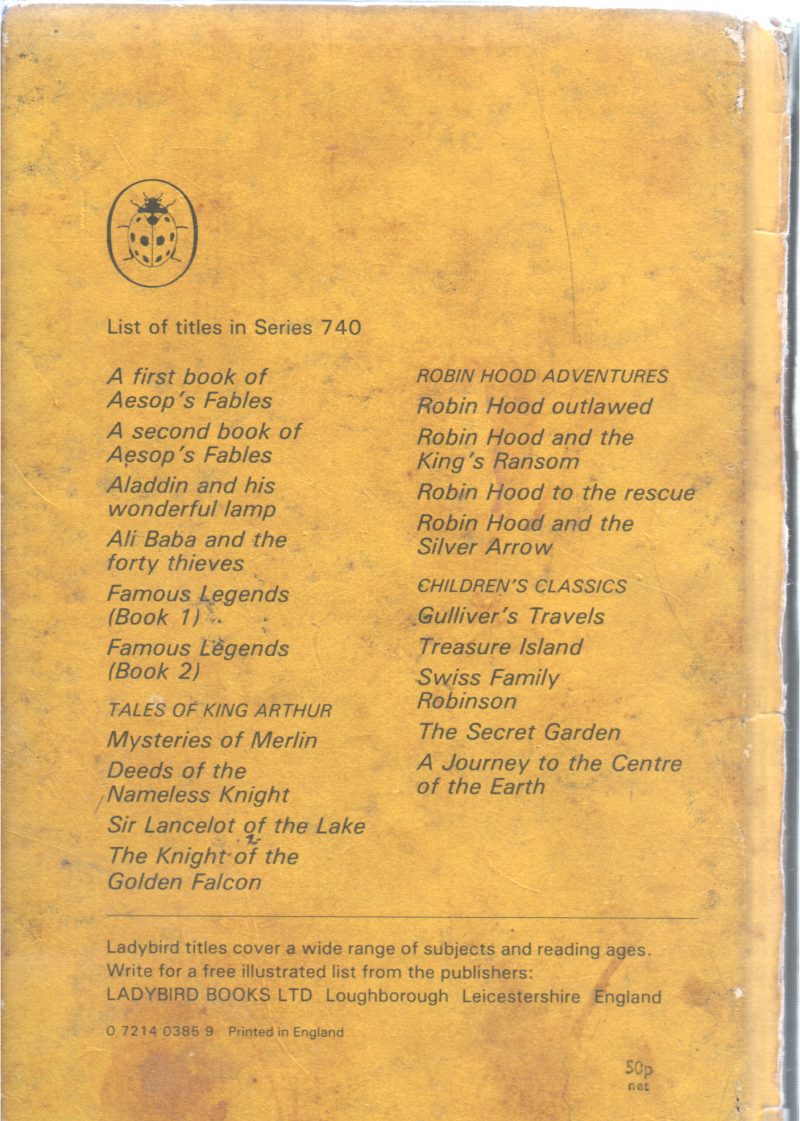 List of titles in Series 740
A first book of
Aesop's Fables
A second book of
Aesop's Fables
Aladdin and his
wonderful lamp
Ali Baba and the
forty thieves
Famous Legends
(Book 1)
Famous Legends
(Book 2)
TALES OF KING ARTHUR
Mysteries of Merlin
Deeds of the
Nameless Knight
Sir Lancelot of the Lake
The Knight of the
Golden Falcon
ROBIN HOOD ADVENTURES
Robin Hood outlawed
Robin Hood and the
King's Ransom
Robin Hood to the rescue
Robin Hood and the
Silver Arrow
CHILDREN'S CLASSICS
Gulliver's Travels
Treasure Island
Swiss Family
Robinson
The Secret Garden
A Journey to the Centre
of the Earth
Ladybird titles cover a wide range of subjects and reading ages.
Write for a free illustrated list from the publishers:
LADYBIRD BOOKS LTD Loughborough Leicestershire England
0 7214 0385 9 Printed in England
50p
net